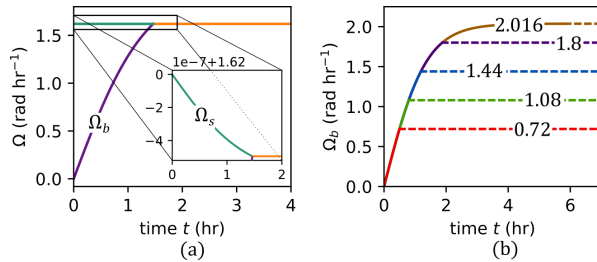 1.5
1.0
0.5
0.0
Ω (rad hr⁻¹)
Ω_b
1e-7+1.62
0
−2
−4
Ω_s
0 1 2
0 1 2 3 4
time t (hr)
(a)
2.0
1.5
1.0
0.5
0.0
Ω_b (rad hr⁻¹)
2.016
1.8
1.44
1.08
0.72
0 2 4 6
time t (hr)
(b)